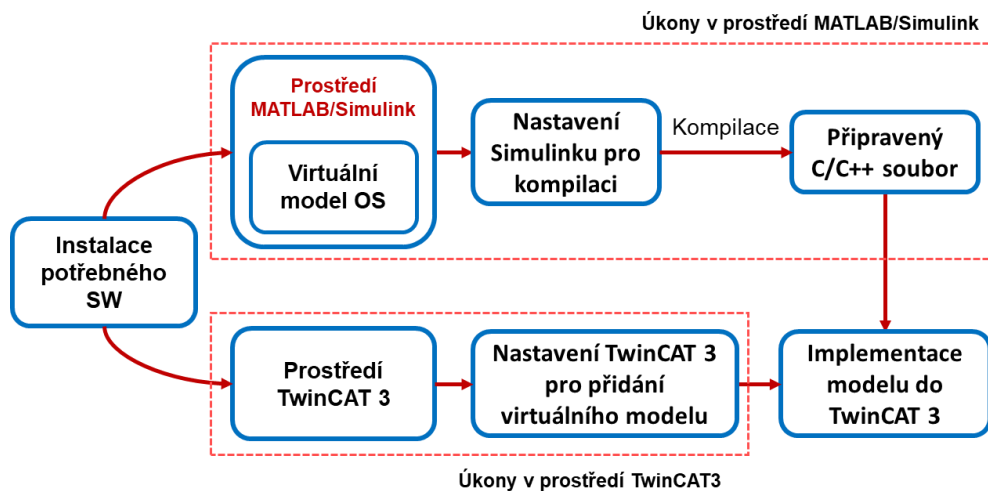 Úkony v prostředí MATLAB/Simulink
Prostředí
MATLAB/Simulink
Virtuální
model OS
Nastavení
Simulinku pro
kompilaci
Kompilace
Připravený
C/C++ soubor
Instalace
potřebného
SW
Prostředí
TwinCAT 3
Nastavení TwinCAT 3
pro přidání
virtuálního modelu
Implementace
modelu do
TwinCAT 3
Úkony v prostředí TwinCAT3